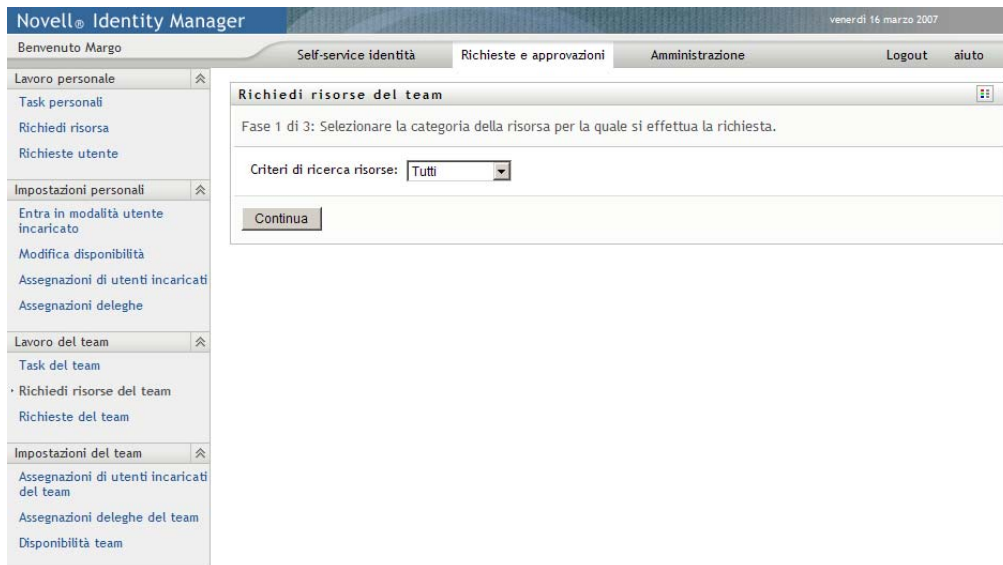 Novell® Identity Manager
venerdì 16 marzo 2007
Benvenuto Margo
Self-service identità
Richieste e approvazioni
Amministrazione
Logout
aiuto
Lavoro personale
Task personali
Richiedi risorsa
Richieste utente
Impostazioni personali
Entra in modalità utente
incaricato
Modifica disponibilità
Assegnazioni di utenti incaricati
Assegnazioni deleghe
Lavoro del team
Task del team
Richiedi risorse del team
Richieste del team
Impostazioni del team
Assegnazioni di utenti incaricati
del team
Assegnazioni deleghe del team
Disponibilità team
Richiedi risorse del team
Fase 1 di 3: Selezionare la categoria della risorsa per la quale si effettua la richiesta.
Criteri di ricerca risorse: Tutti
Continua